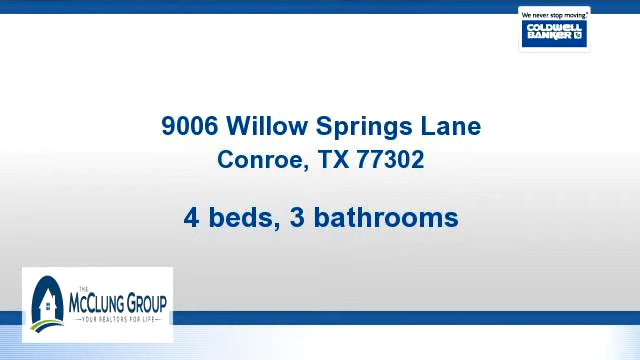 We never stop moving.®
COLDWELL
BANKER
9006 Willow Springs Lane
Conroe, TX 77302
4 beds, 3 bathrooms
THE
McClung Group
YOUR REALTORS FOR LIFE